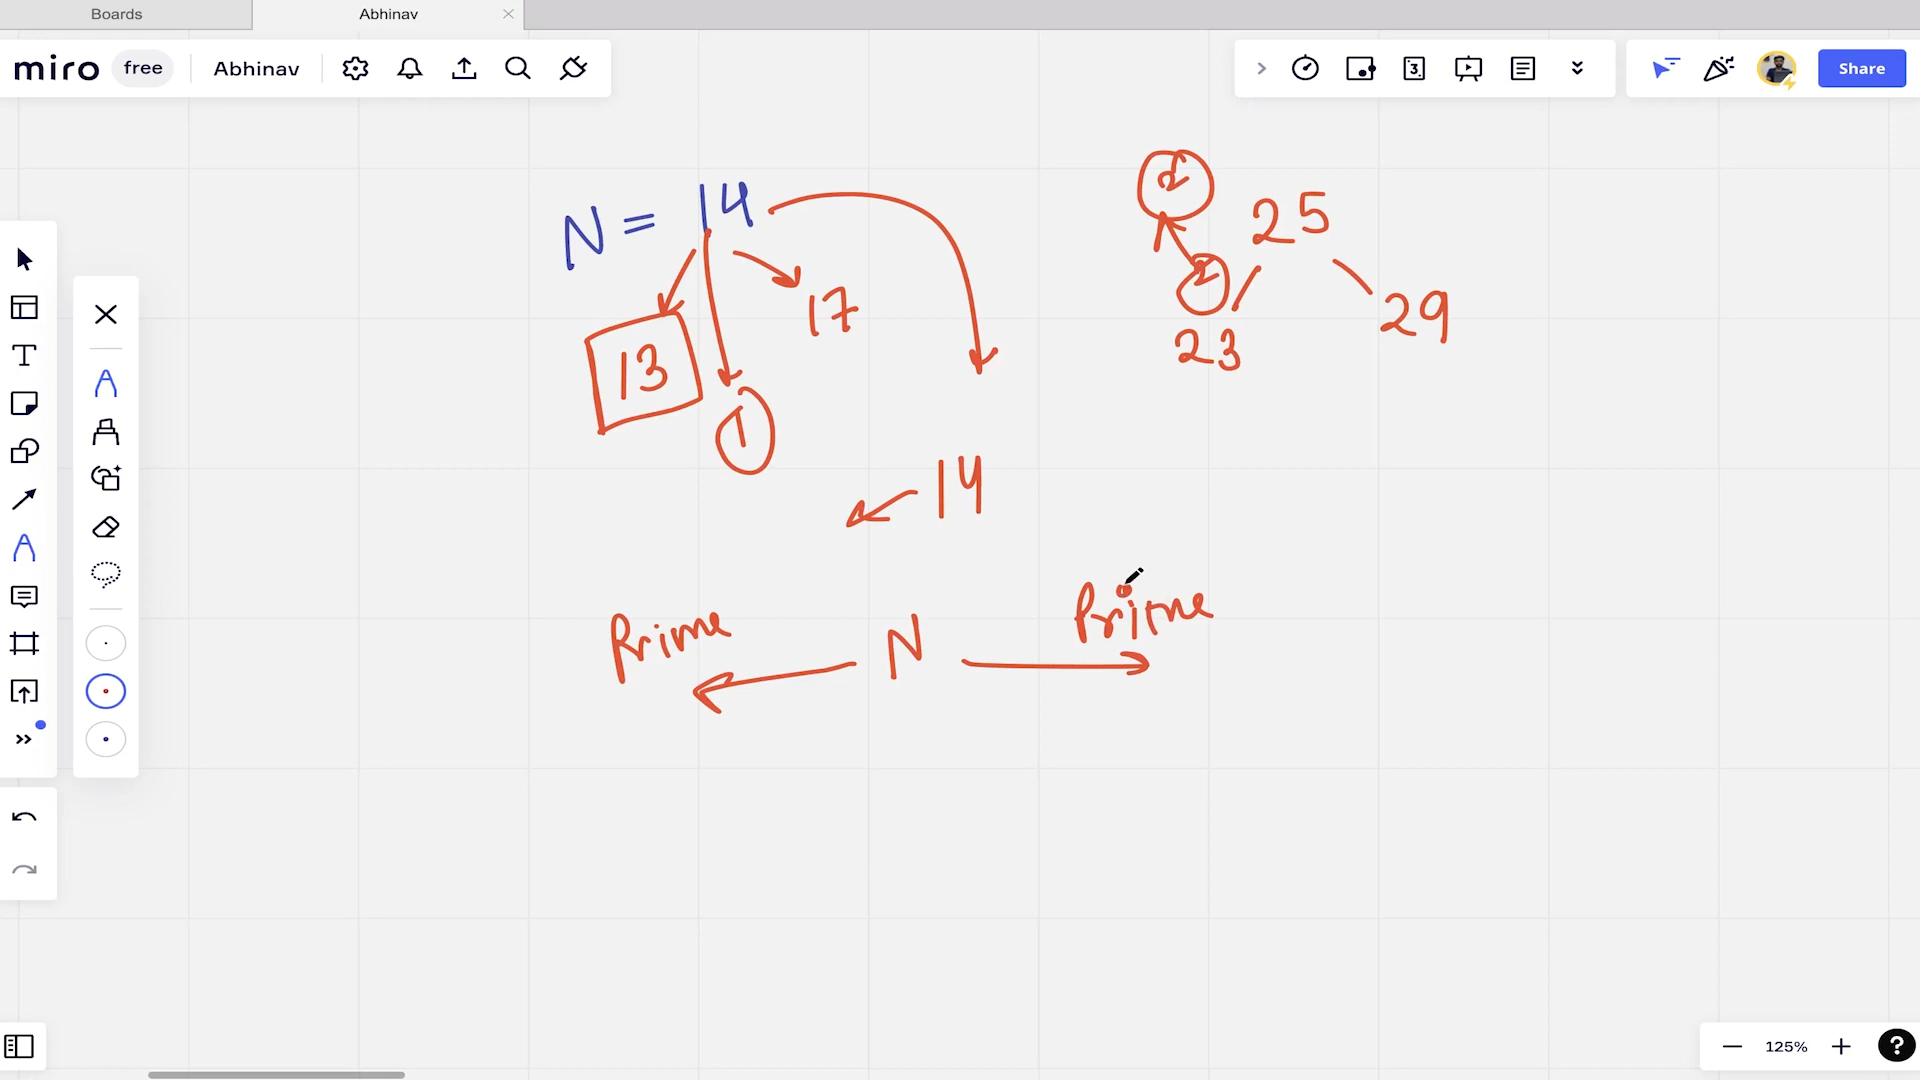 Boards
Abhinav
miro free Abhinav
3
Share
N = 14
2
25
2
17
29
13
23
1
14
Prime
Prime
N
T
125%
?